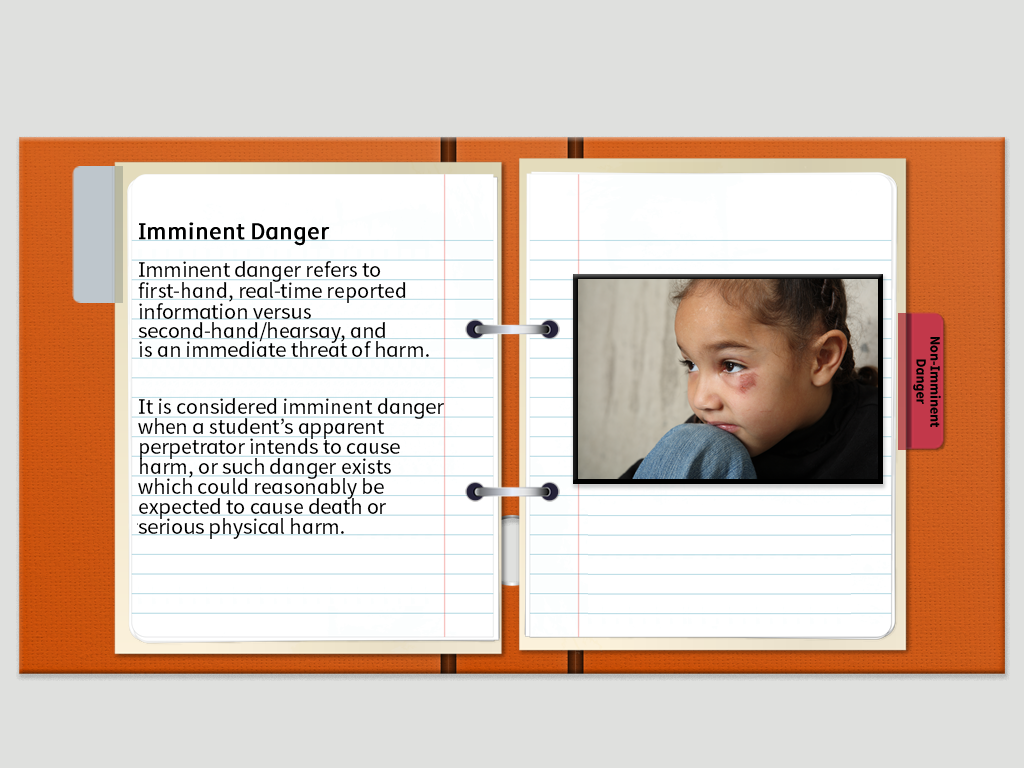 Imminent Danger
Imminent danger refers to
first-hand, real-time reported
information versus
second-hand/hearsay, and
is an immediate threat of harm.
It is considered imminent danger
when a student’s apparent
perpetrator intends to cause
harm, or such danger exists
which could reasonably be
expected to cause death or
serious physical harm.
Non-Imminent
Danger